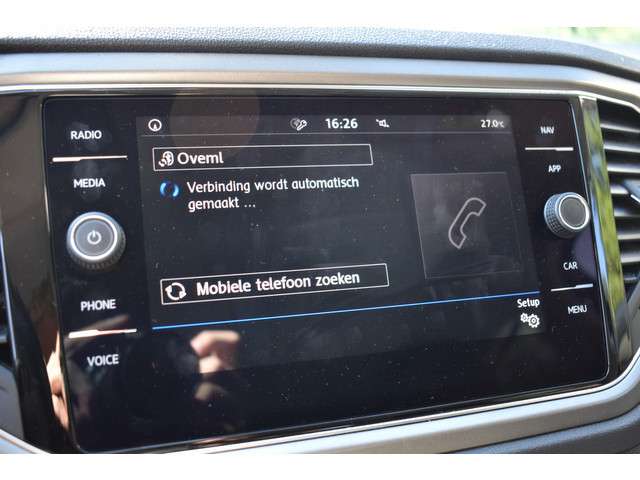 RADIO
MEDIA
PHONE
VOICE
16:26
27.0°C
Oveml
Verbinding wordt automatisch
gemaakt ...
Mobiele telefoon zoeken
Setup
NAV
APP
CAR
MENU